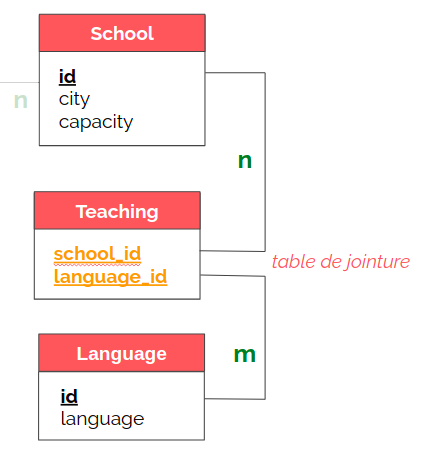 School
id
city
capacity
n
n
Teaching
school_id
language_id
table de jointure
Language
m
id
language